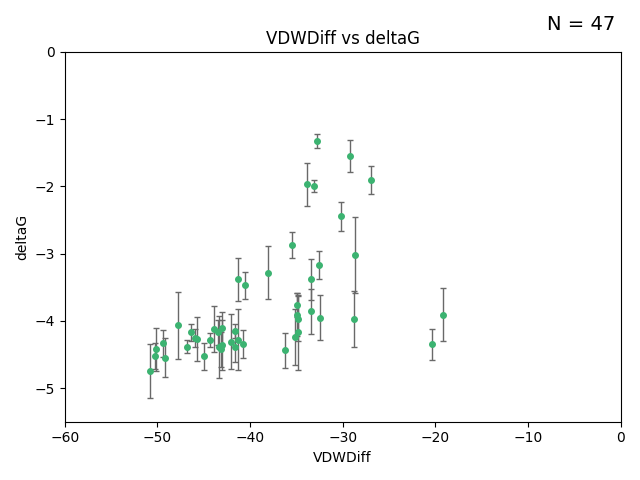 N = 47
VDWDiff vs deltaG
0
−1
−2
−3
−4
−5
deltaG
−60 −50 −40 −30 −20 −10 0
VDWDiff